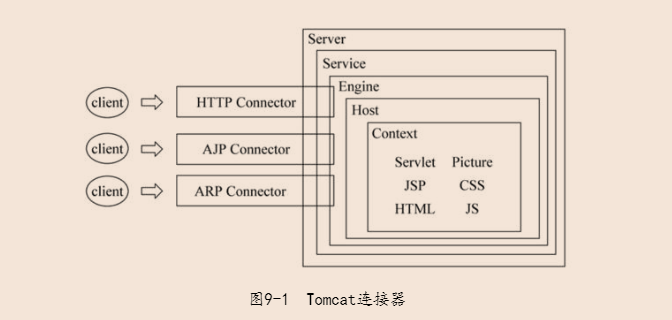 Server
Service
Engine
Host
Context
client
HTTP Connector
client
AJP Connector
client
ARP Connector
Servlet Picture
JSP CSS
HTML JS
图9-1 Tomcat连接器